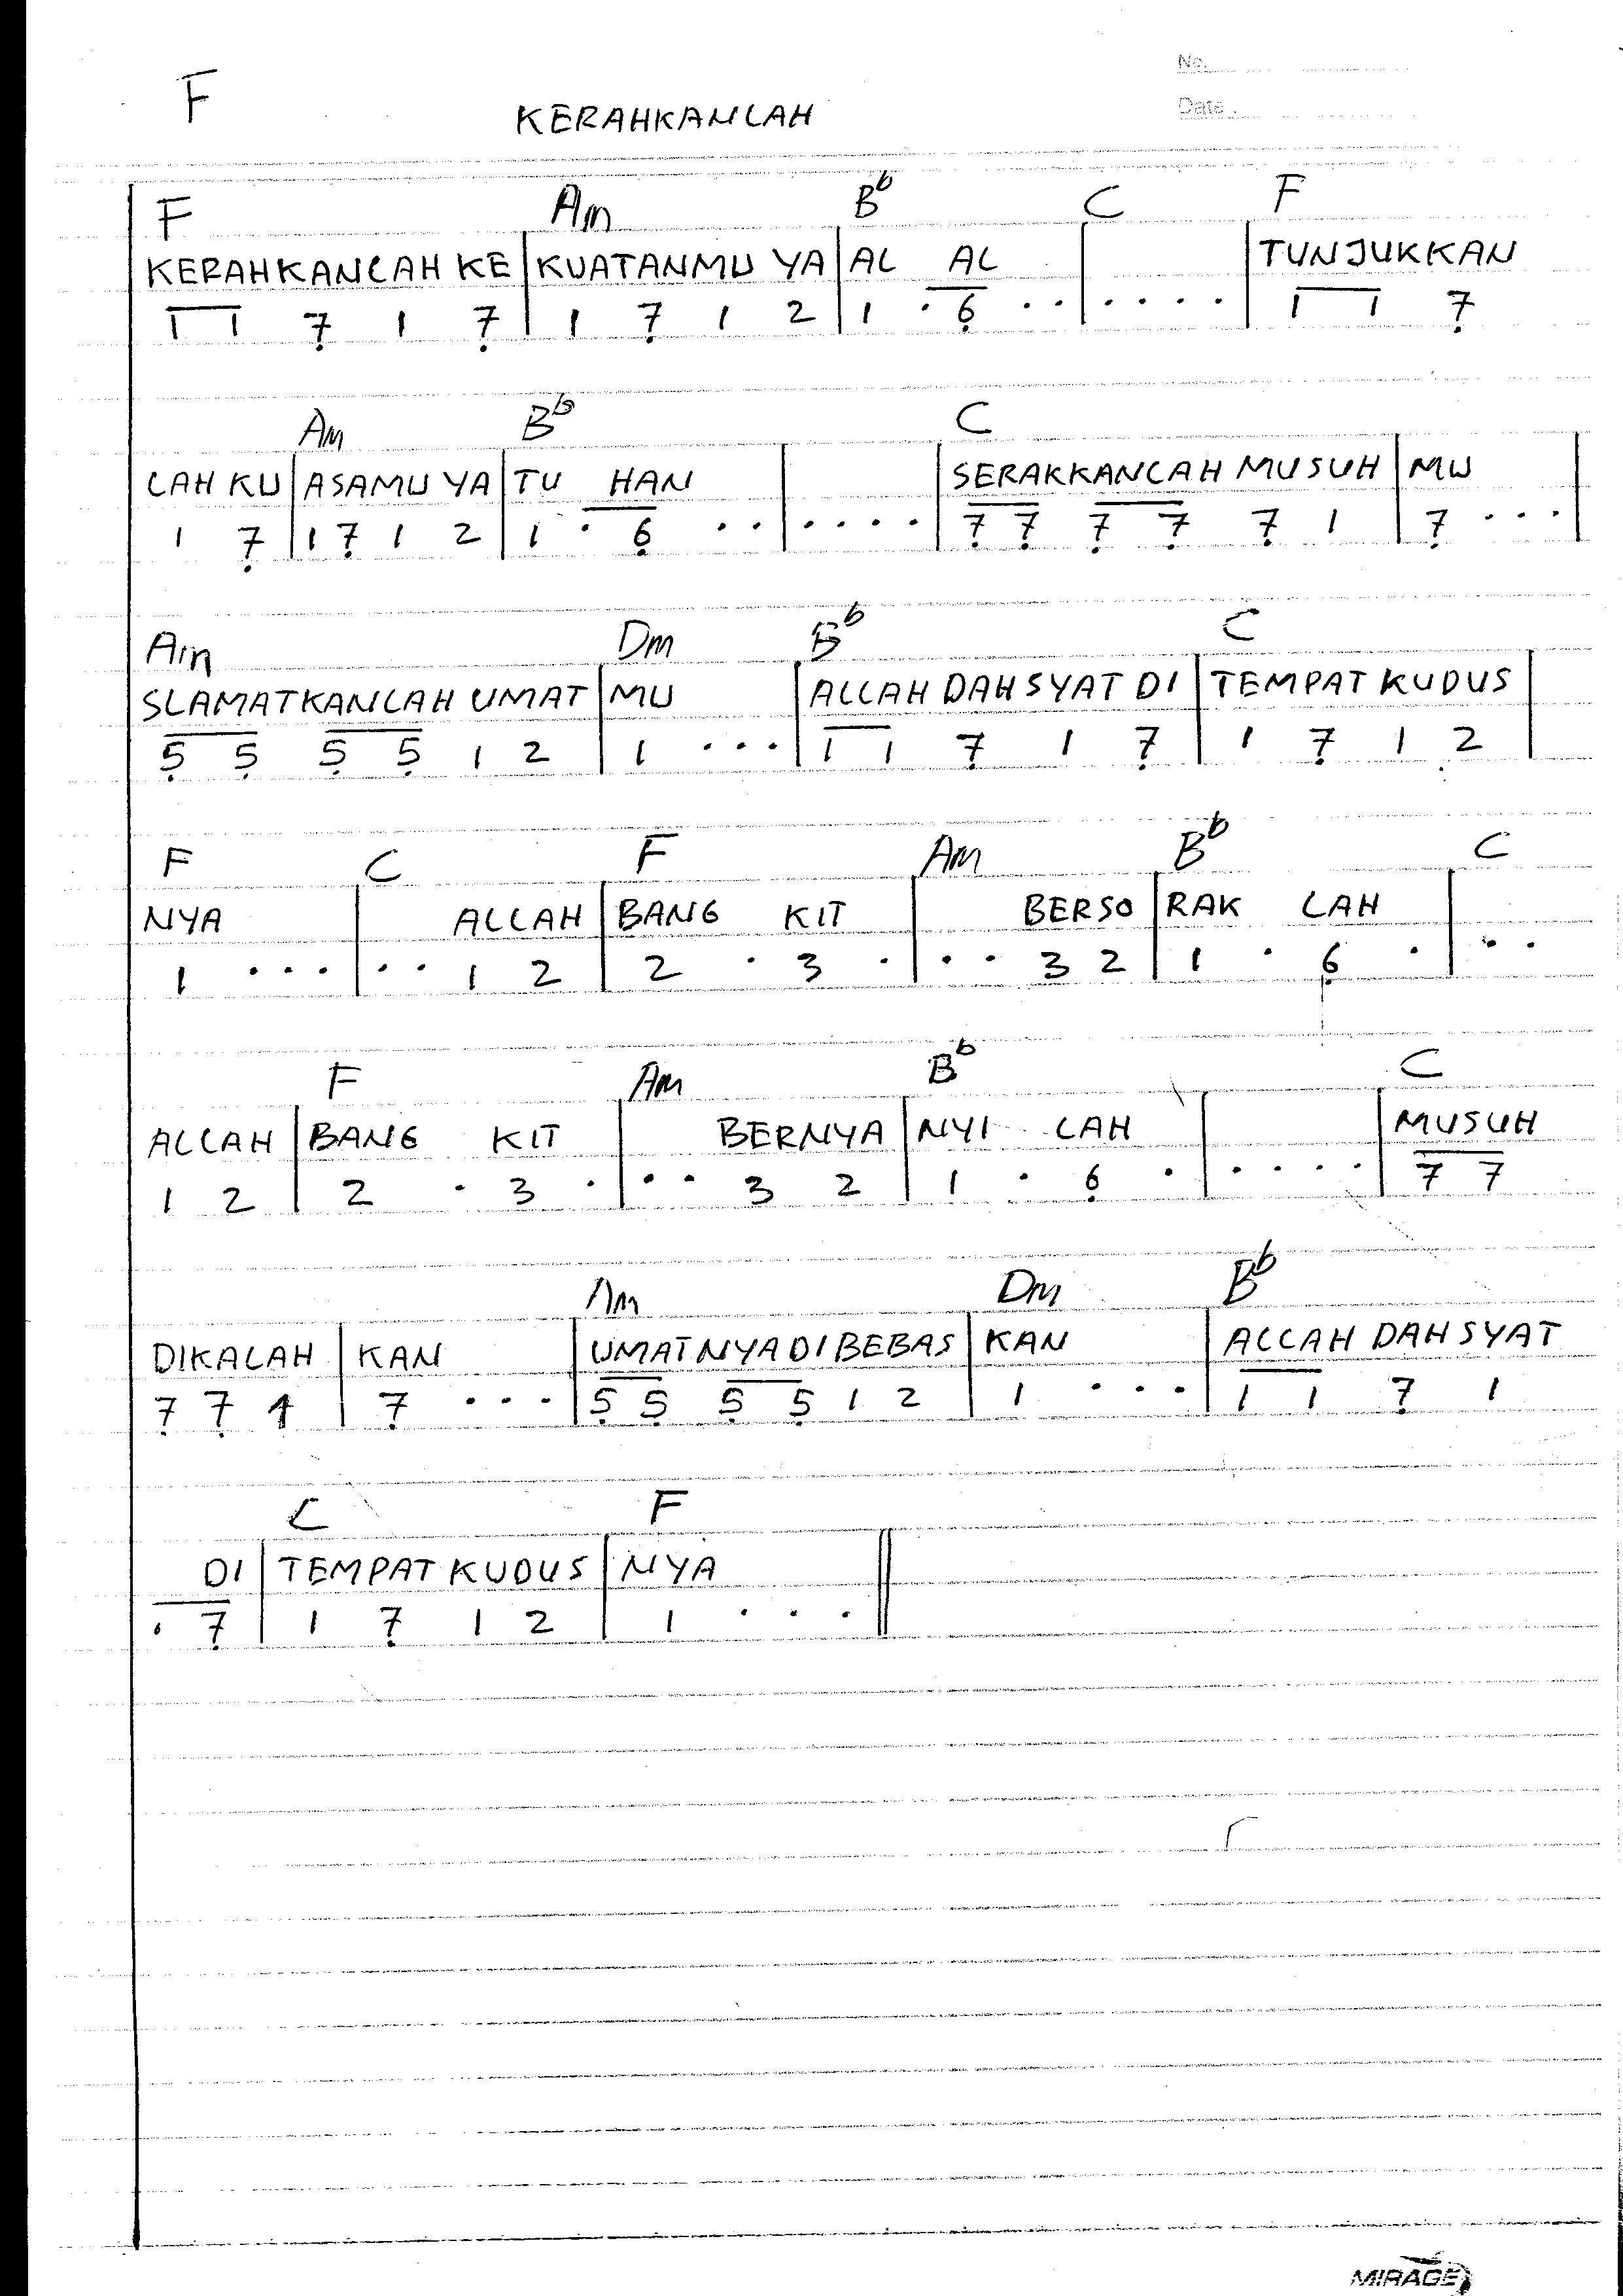 No.
F
KERAHKANLAH
Date
F Am Bb C F
KERAHKANLAH KE | KUATANMU YA | AL AL | | TUNJUKKAN
1 1 7 1 7 | 1 7 1 2 | 1 . 6 . . | . . . . | 1 1 7
Am Bb C
LAH KU | ASAMU YA | TU HAN | | SERAKKANLAH MUSUH | MU |
1 7 | 1 7 1 2 | 1 . 6 . . | . . . . | 7 7 7 7 7 1 | 7 . . . |
Am Dm Bb C
SLAMATKANLAH UMAT | MU | ALLAH DAHSYAT DI | TEMPAT KUDUS |
5 5 5 5 1 2 | 1 . . . | 1 1 7 1 7 | 1 7 1 2 |
F C F Am Bb C
NYA | ALLAH | BANG KIT | BERSO | RAK LAH |
1 . . . | . . 1 2 | 2 . 3 . | . . 3 2 | 1 . 6 . | . .
F Am Bb C
ALLAH | BANG KIT | BERNYA | NYI LAH | | MUSUH
1 2 | 2 . 3 . | . . 3 2 | 1 . 6 . | . . . . | 7 7
Am Dm Bb
DIKALAH | KAN | UMATNYA DIBEBAS | KAN | ALLAH DAHSYAT
7 7 1 | 7 . . . | 5 5 5 5 1 2 | 1 . . . | 1 1 7 1
C F
DI | TEMPAT KUDUS | NYA ||
. 7 | 1 7 1 2 | 1 . . . ||
MIRAGE